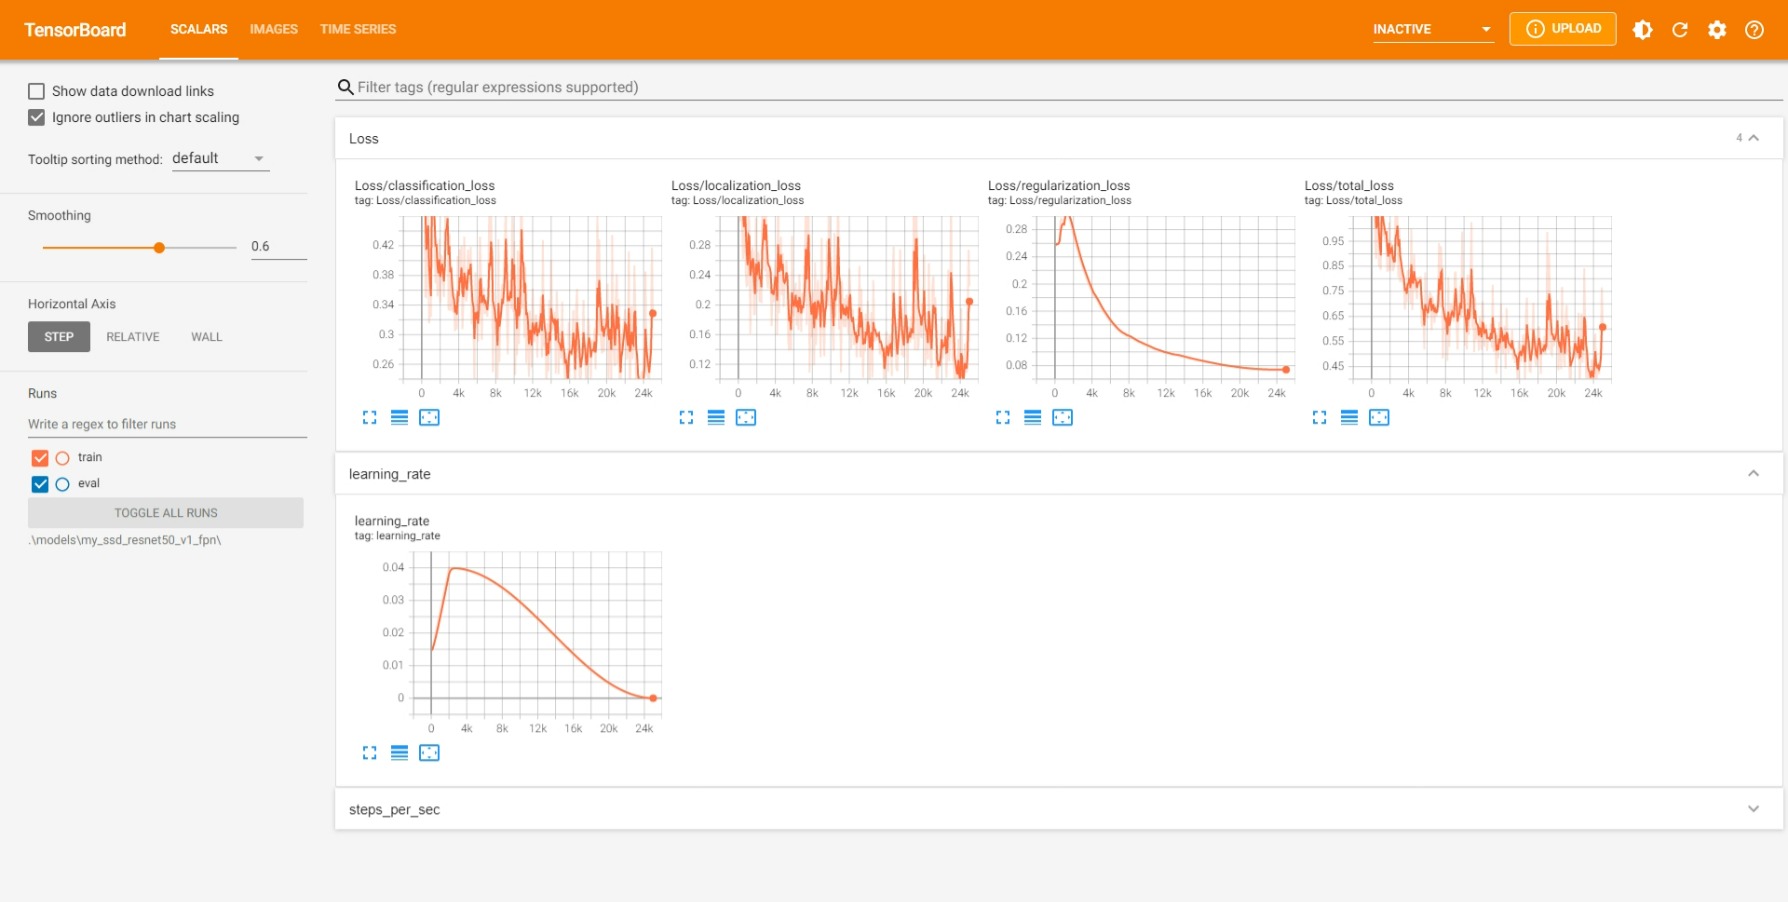 TensorBoard
SCALARS
IMAGES
TIME SERIES
INACTIVE
UPLOAD
Show data download links
Ignore outliers in chart scaling
Tooltip sorting method: default
Smoothing
0.6
Horizontal Axis
STEP
RELATIVE
WALL
Runs
Write a regex to filter runs
train
eval
TOGGLE ALL RUNS
.\models\my_ssd_resnet50_v1_fpn\
Filter tags (regular expressions supported)
Loss
4
Loss/classification_loss
tag: Loss/classification_loss
0.42
0.38
0.34
0.3
0.26
0 4k 8k 12k 16k 20k 24k
Loss/localization_loss
tag: Loss/localization_loss
0.28
0.24
0.2
0.16
0.12
0 4k 8k 12k 16k 20k 24k
Loss/regularization_loss
tag: Loss/regularization_loss
0.28
0.24
0.2
0.16
0.12
0.08
0 4k 8k 12k 16k 20k 24k
Loss/total_loss
tag: Loss/total_loss
0.95
0.85
0.75
0.65
0.55
0.45
0 4k 8k 12k 16k 20k 24k
learning_rate
learning_rate
tag: learning_rate
0.04
0.03
0.02
0.01
0
0 4k 8k 12k 16k 20k 24k
steps_per_sec